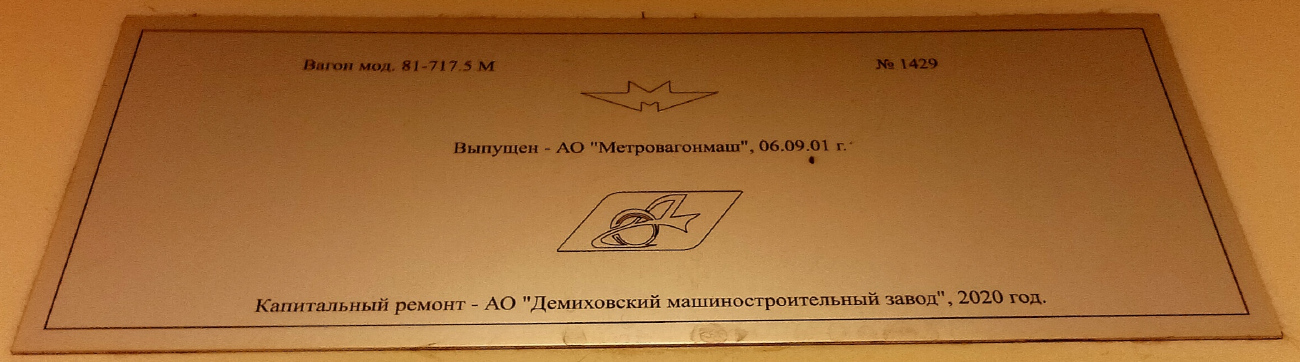 Вагон мод. 81-717.5 М № 1429
Выпущен - АО "Метровагонмаш", 06.09.01 г.
Капитальный ремонт - АО "Демиховский машиностроительный завод", 2020 год.